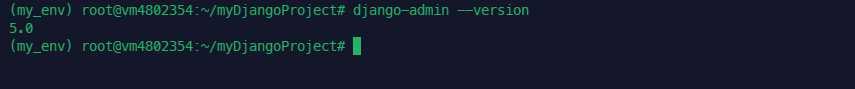 (my_env) root@vm4802354:~/myDjangoProject# django-admin --version
5.0
(my_env) root@vm4802354:~/myDjangoProject#